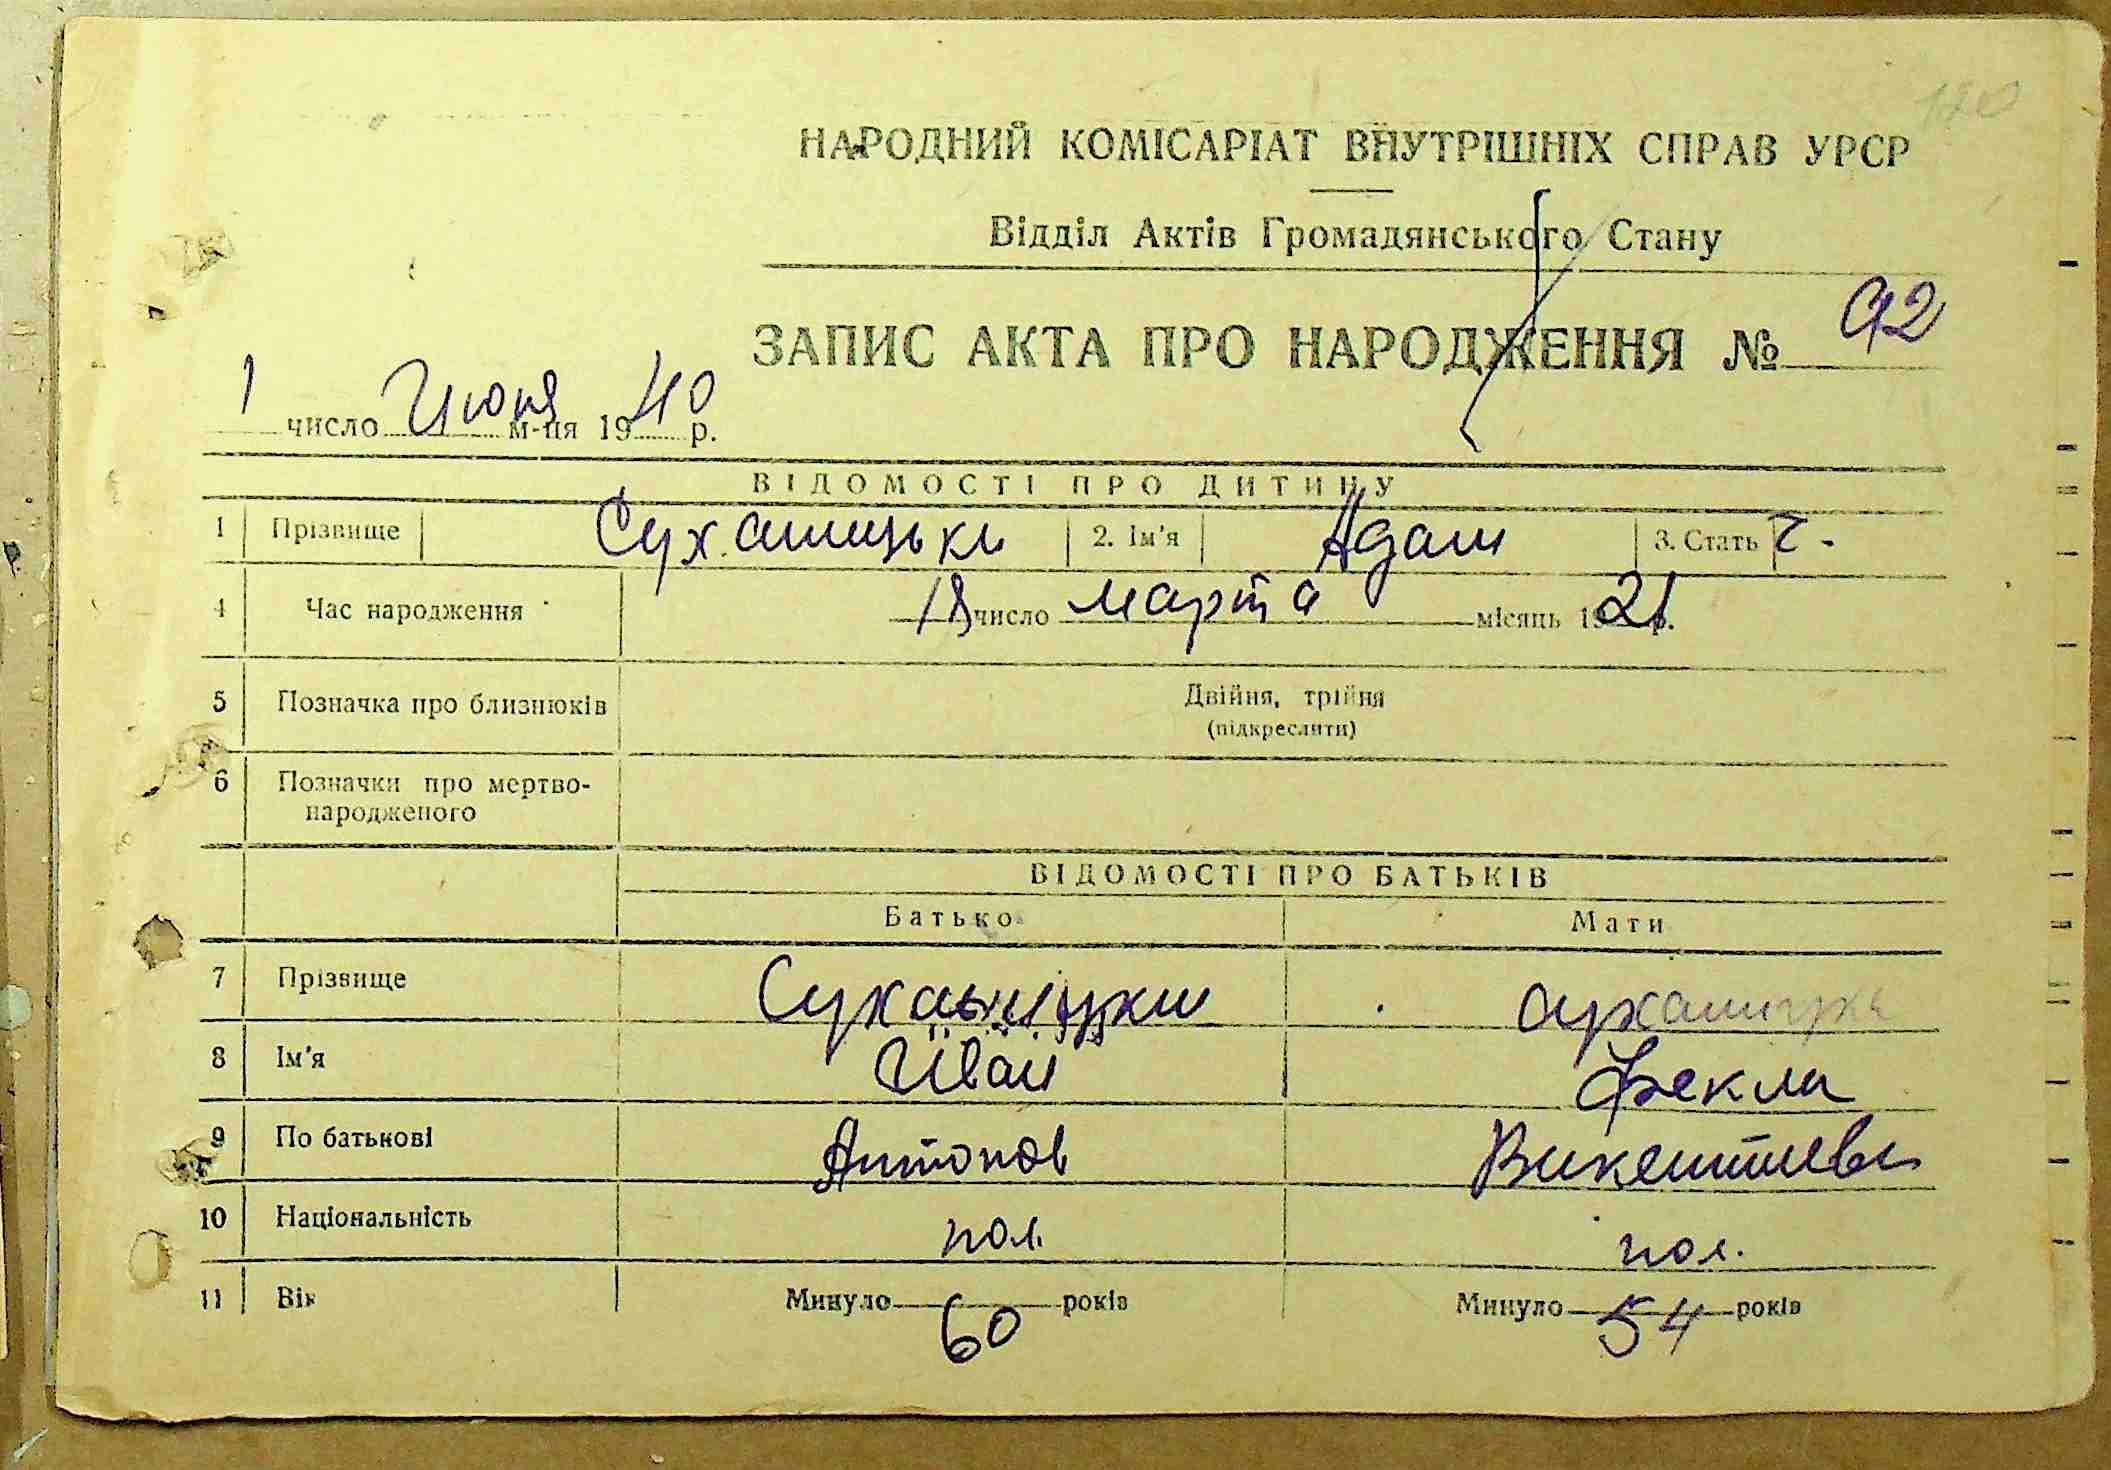 120
НАРОДНИЙ КОМІСАРІАТ ВНУТРІШНІХ СПРАВ УРСР
Відділ Актів Громадянського Стану
ЗАПИС АКТА ПРО НАРОДЖЕННЯ № 92
1 число Июня м-ця 1940 р.
ВІДОМОСТІ ПРО ДИТИНУ
1 Прізвище 2. Ім'я Адам 3. Стать ч.
4 Час народження 18 число марта місяць 1921 р.
5 Позначка про близнюків Двійня, трійня
(підкреслити)
6 Позначки про мертво-
народженого
ВІДОМОСТІ ПРО БАТЬКІВ
Батько Мати
7 Прізвище
8 Ім'я Иван Фекла
9 По батькові Антонов Викентиева
10 Національність пол. пол.
11 Вік Минуло 60 років Минуло 54 років